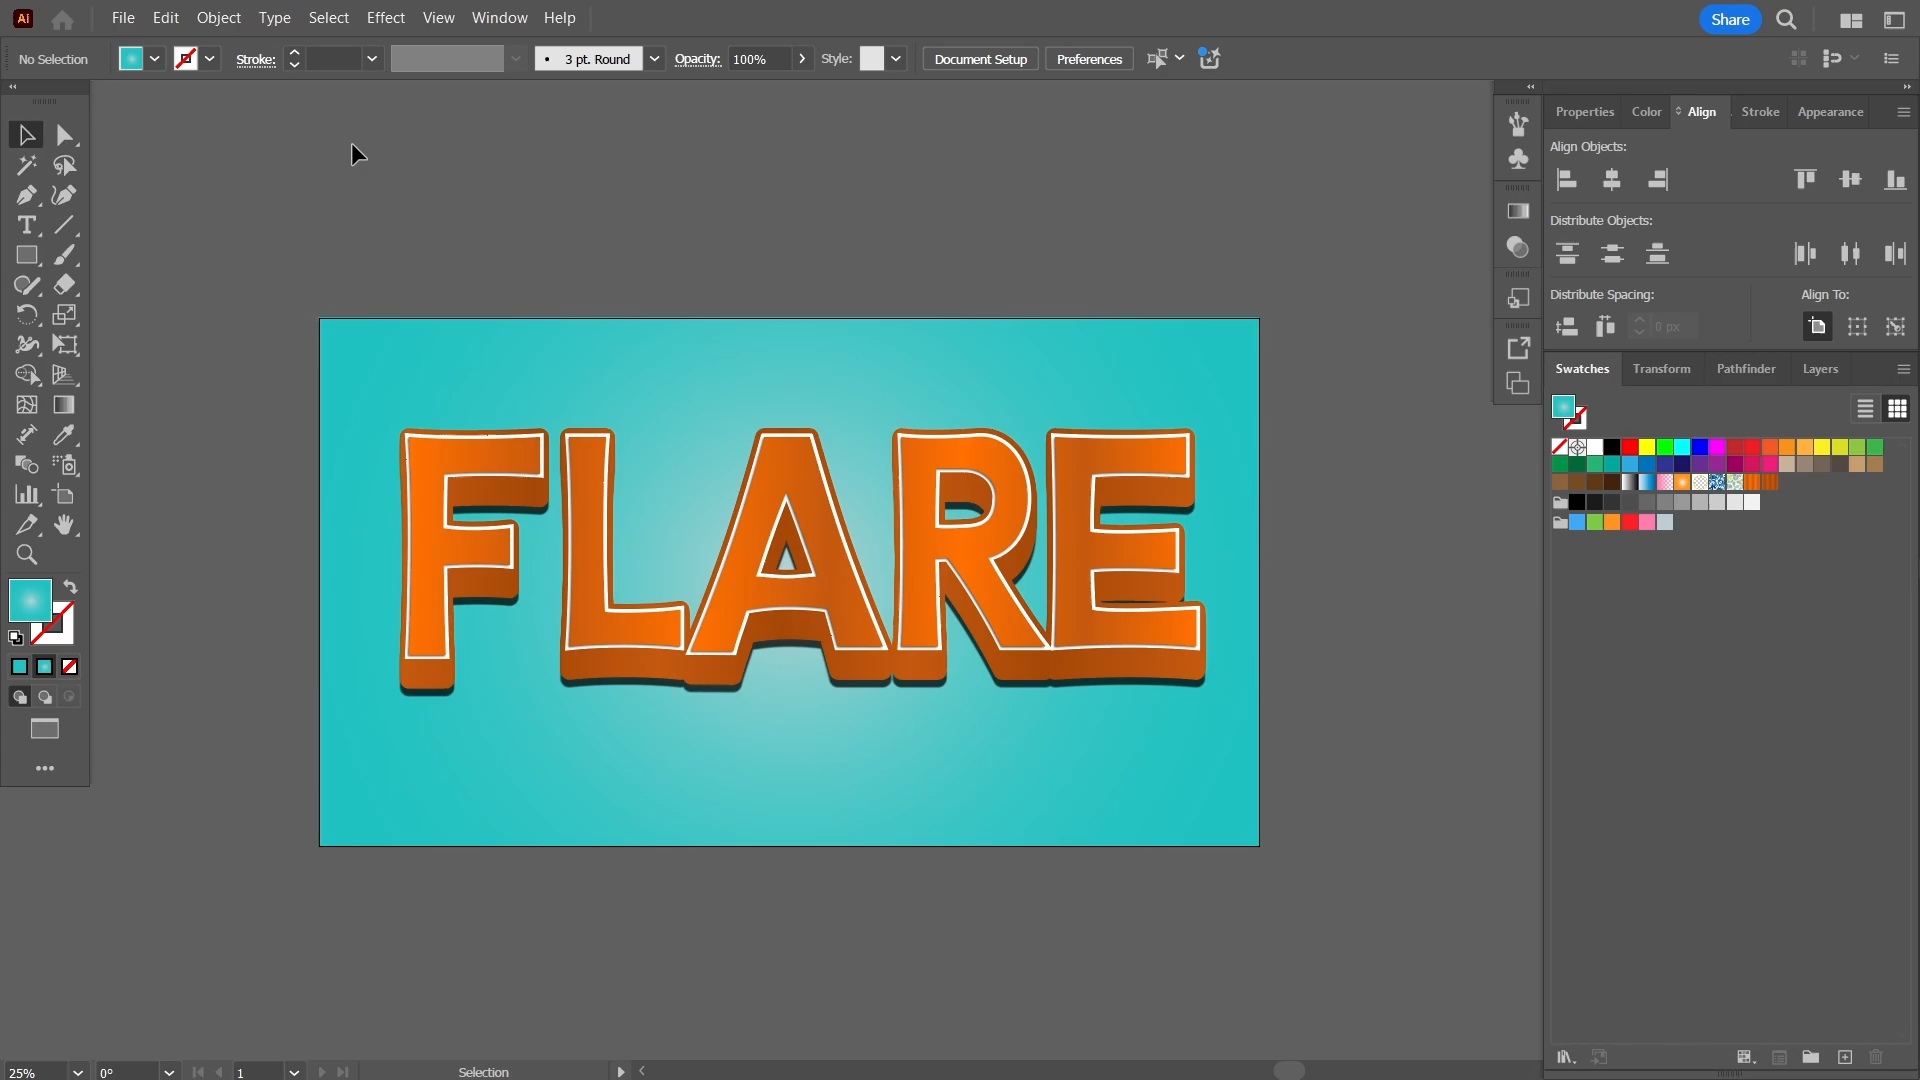 Ai File Edit Object Type Select Effect View Window Help Share
No Selection Stroke: 3 pt. Round Opacity: 100% Style: Document Setup Preferences
Properties Color Align Stroke Appearance
Align Objects:
Distribute Objects:
Distribute Spacing: Align To:
0 px
Swatches Transform Pathfinder Layers
FLARE
25% 0° 1 Selection